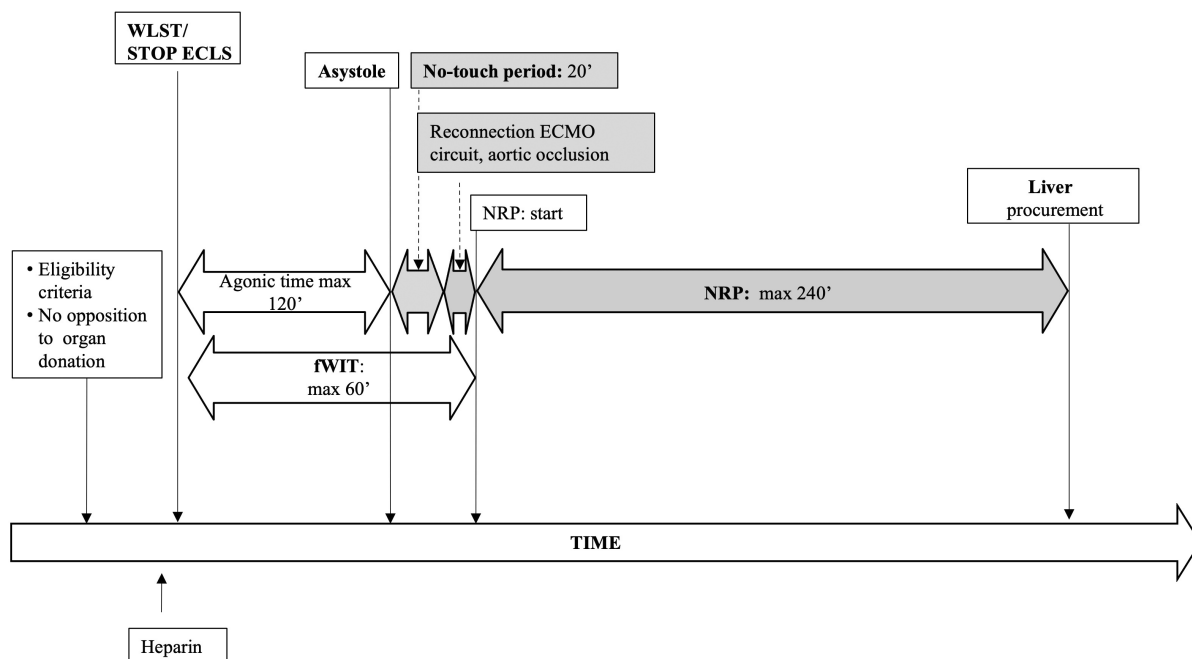 WLST/
STOP ECLS
Asystole
No-touch period: 20’
Reconnection ECMO
circuit, aortic occlusion
NRP: start
Liver
procurement
• Eligibility
criteria
• No opposition
to organ
donation
Agonic time max
120’
NRP: max 240’
fWIT:
max 60’
TIME
Heparin